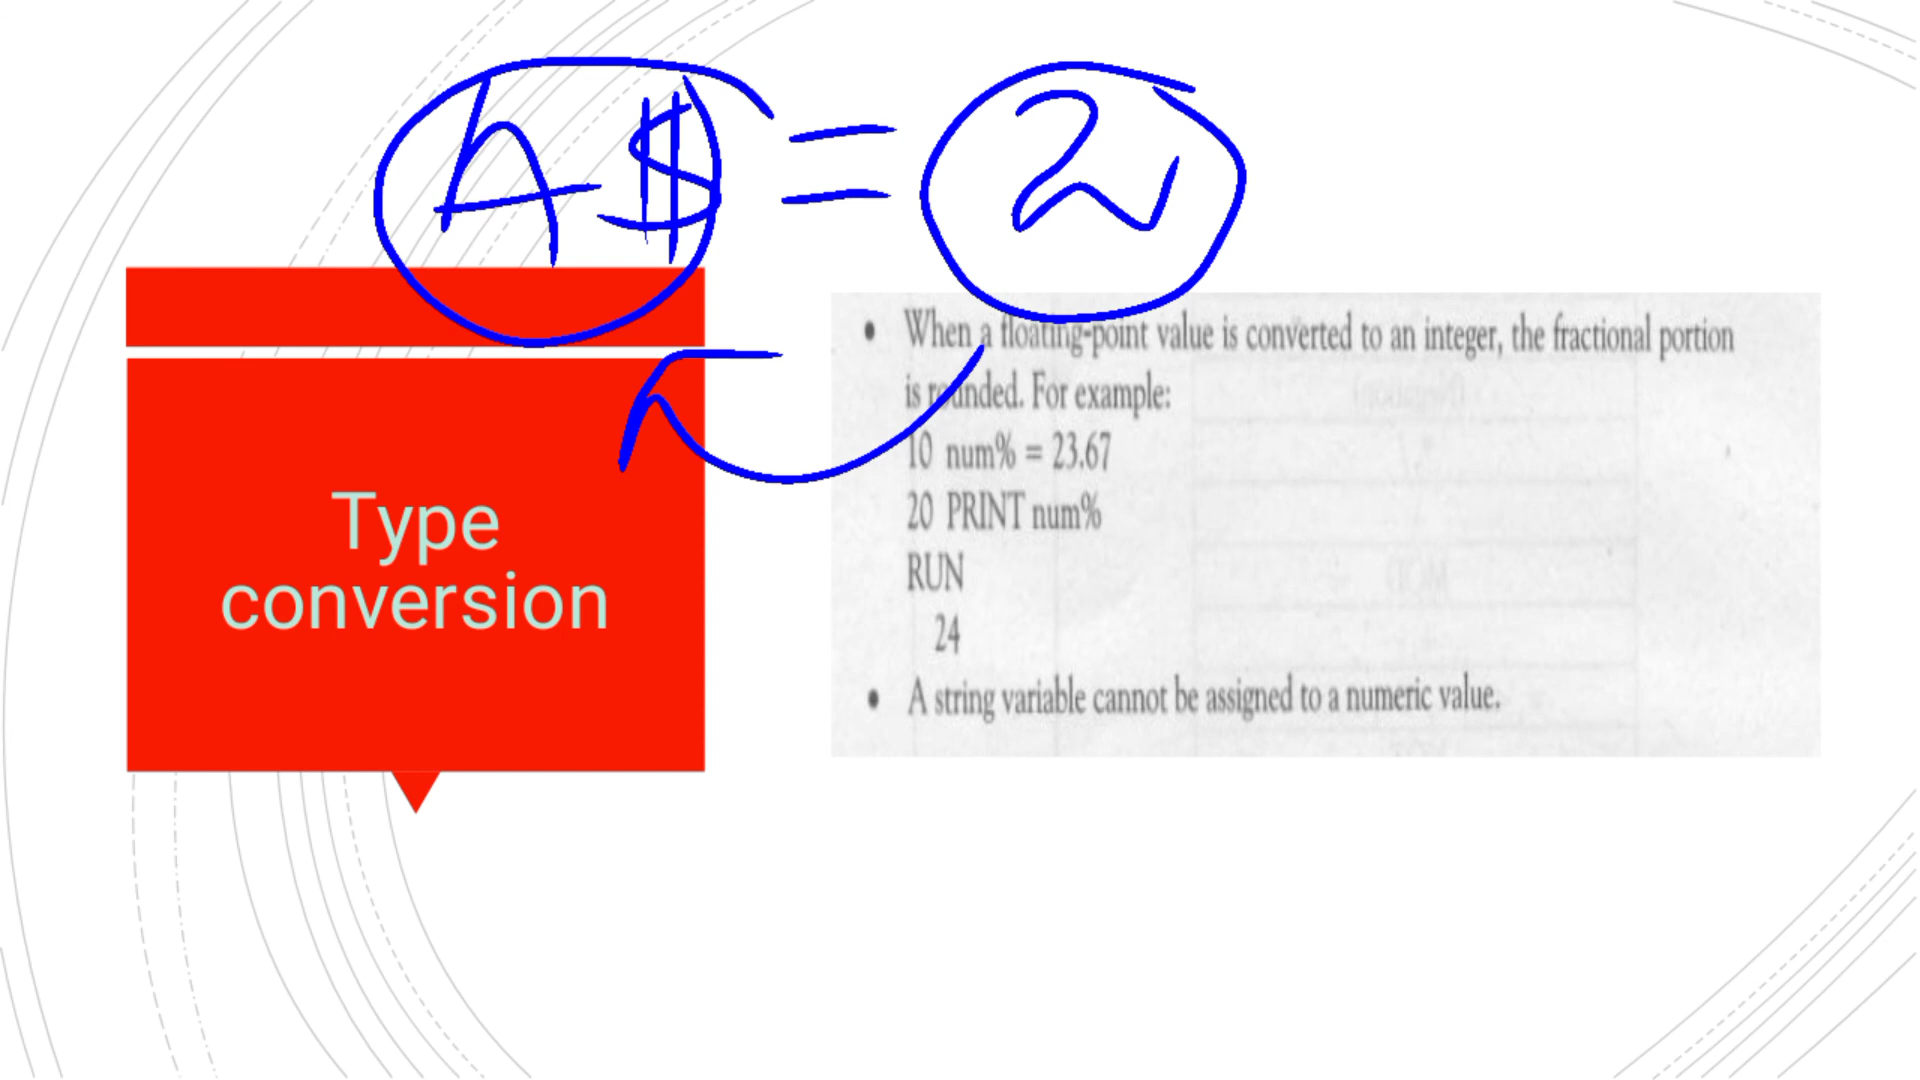 A$ = 2
Type
conversion
• When a floating-point value is converted to an integer, the fractional portion
is rounded. For example:
10 num% = 23.67
20 PRINT num%
RUN
24
• A string variable cannot be assigned to a numeric value.